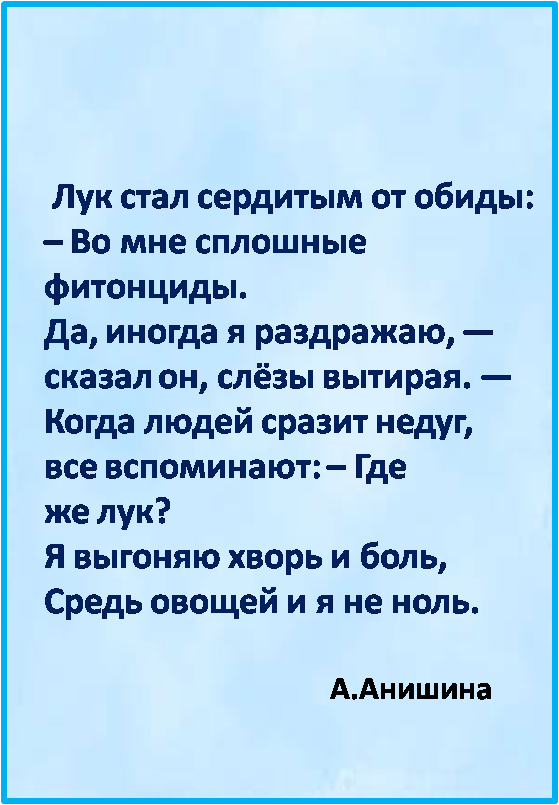 Лук стал сердитым от обиды:
– Во мне сплошные
фитонциды.
Да, иногда я раздражаю, —
сказал он, слёзы вытирая. —
Когда людей сразит недуг,
все вспоминают: – Где
же лук?
Я выгоняю хворь и боль,
Средь овощей и я не ноль.
А.Анишина